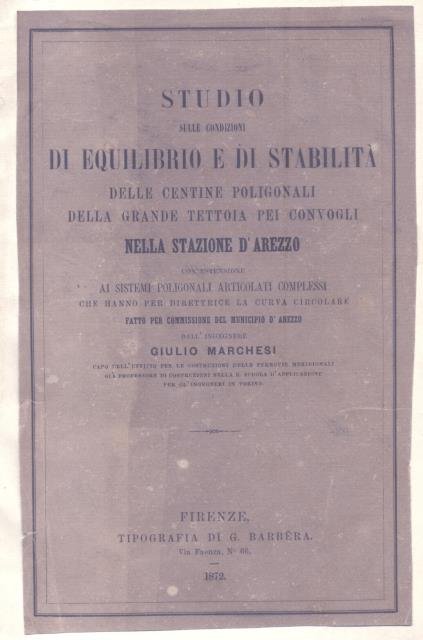 STUDIO
SULLE CONDIZIONI
DI EQUILIBRIO E DI STABILITÀ
DELLE CENTINE POLIGONALI
DELLA GRANDE TETTOIA PEI CONVOGLI
NELLA STAZIONE D'AREZZO
CON ESTENSIONE
AI SISTEMI POLIGONALI ARTICOLATI COMPLESSI
CHE HANNO PER DIRETTRICE LA CURVA CIRCOLARE
FATTO PER COMMISSIONE DEL MUNICIPIO D'AREZZO
DALL'INGEGNERE
GIULIO MARCHESI
CAPO DELL'UFFIZIO PER LE COSTRUZIONI DELLE FERROVIE MERIDIONALI
GIÀ PROFESSORE DI COSTRUZIONI NELLA R. SCUOLA D'APPLICAZIONE
PER GL'INGEGNERI IN TORINO.
FIRENZE,
TIPOGRAFIA DI G. BARBÈRA.
Via Faenza, Nº 66.
1872.